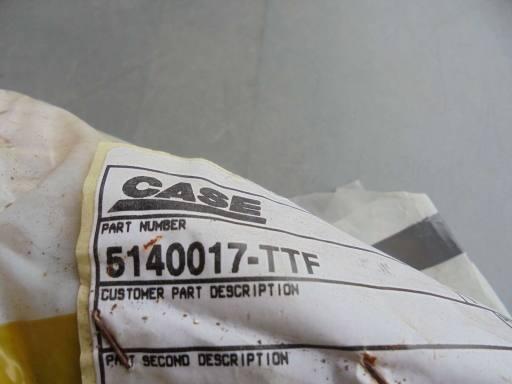 CASE
PART NUMBER
5140017-TTF
CUSTOMER PART DESCRIPTION
PART SECOND DESCRIPTION